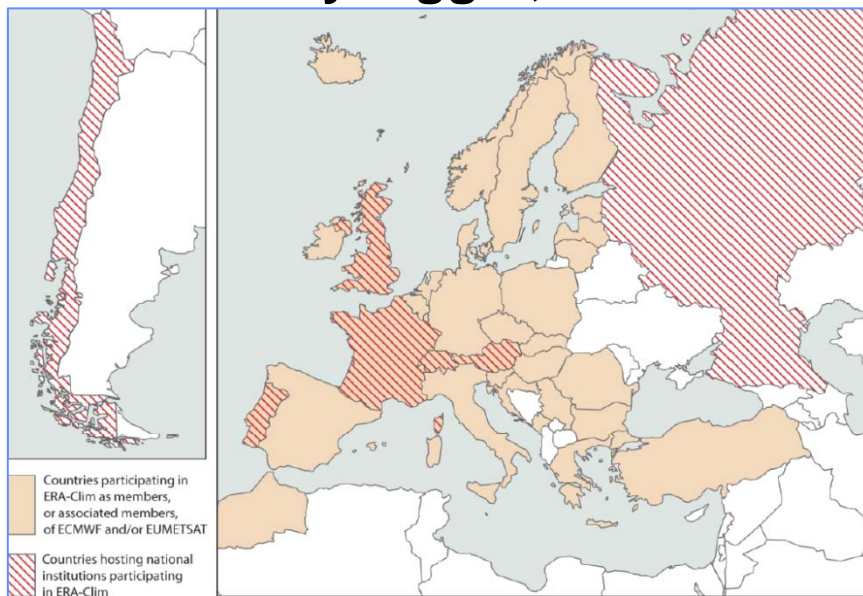 Countries participating in
ERA-Clim as members,
or associated members,
of ECMWF and/or EUMETSAT
Countries hosting national
institutions participating
in ERA-Clim